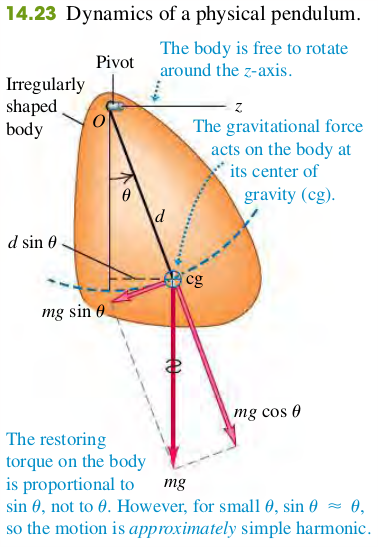 14.23 Dynamics of a physical pendulum.
The body is free to rotate
around the z-axis.
Pivot
Irregularly
shaped
body
z
O
The gravitational force
acts on the body at
its center of
gravity (cg).
θ
d
d sin θ
cg
mg sin θ
mg cos θ
mg
The restoring
torque on the body
is proportional to
sin θ, not to θ. However, for small θ, sin θ ≈ θ,
so the motion is approximately simple harmonic.